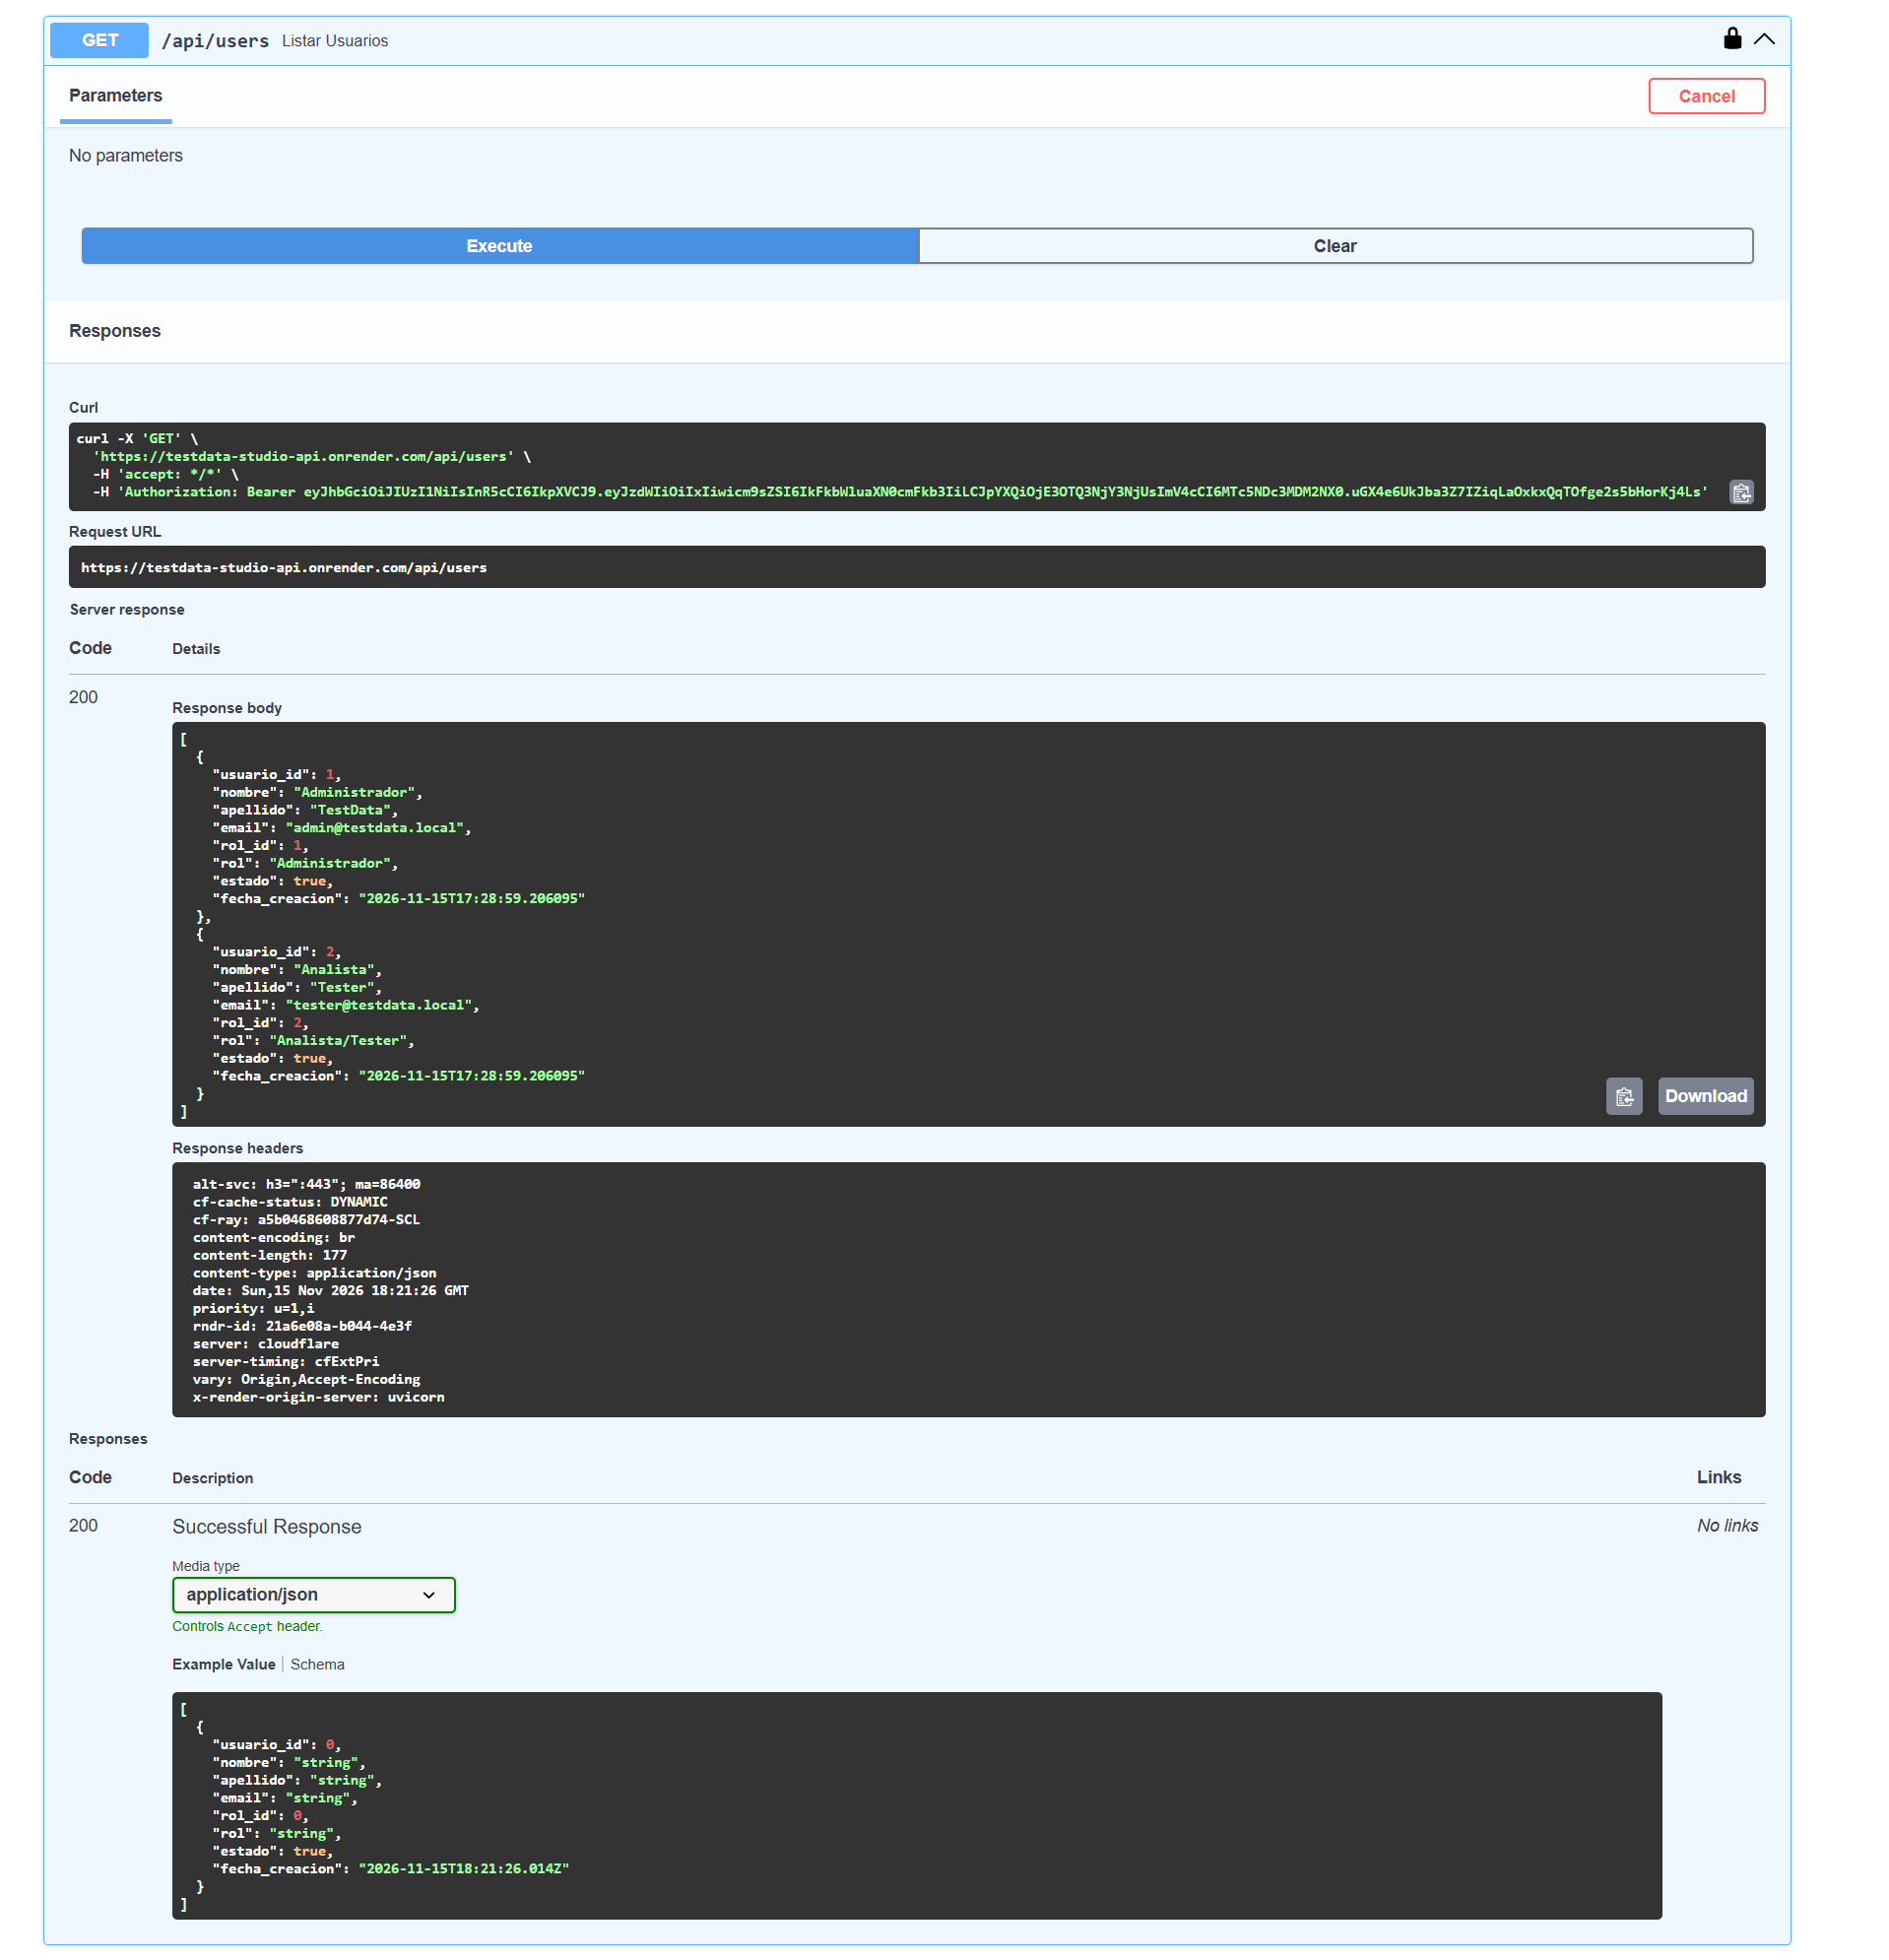 GET /api/users Listar Usuarios
Parameters
Cancel
No parameters
Execute
Clear
Responses
Curl
curl -X 'GET' \
  'https://testdata-studio-api.onrender.com/api/users' \
  -H 'accept: */*' \
  -H 'Authorization: Bearer eyJhbGciOiJIUzI1NiIsInR5cCI6IkpXVCJ9.eyJzdWIiOiIxIiwicm9sZSI6IkFkbWluaXN0cmFkb3IiLCJpYXQiOjE3OTQ3NjY3NjUsImV4cCI6MTc5NDc3MDM2NX0.uGX4e6UkJba3Z7IZiqLaOxkxQqTOfge2s5bHorKj4Ls'
Request URL
https://testdata-studio-api.onrender.com/api/users
Server response
Code Details
200
Response body
[
  {
    "usuario_id": 1,
    "nombre": "Administrador",
    "apellido": "TestData",
    "email": "admin@testdata.local",
    "rol_id": 1,
    "rol": "Administrador",
    "estado": true,
    "fecha_creacion": "2026-11-15T17:28:59.206095"
  },
  {
    "usuario_id": 2,
    "nombre": "Analista",
    "apellido": "Tester",
    "email": "tester@testdata.local",
    "rol_id": 2,
    "rol": "Analista/Tester",
    "estado": true,
    "fecha_creacion": "2026-11-15T17:28:59.206095"
  }
]
Download
Response headers
alt-svc: h3=":443"; ma=86400
cf-cache-status: DYNAMIC
cf-ray: a5b0468608877d74-SCL
content-encoding: br
content-length: 177
content-type: application/json
date: Sun,15 Nov 2026 18:21:26 GMT
priority: u=1,i
rndr-id: 21a6e08a-b044-4e3f
server: cloudflare
server-timing: cfExtPri
vary: Origin,Accept-Encoding
x-render-origin-server: uvicorn
Responses
Code Description Links
200 Successful Response No links
Media type
application/json
Controls Accept header.
Example Value Schema
[
  {
    "usuario_id": 0,
    "nombre": "string",
    "apellido": "string",
    "email": "string",
    "rol_id": 0,
    "rol": "string",
    "estado": true,
    "fecha_creacion": "2026-11-15T18:21:26.014Z"
  }
]